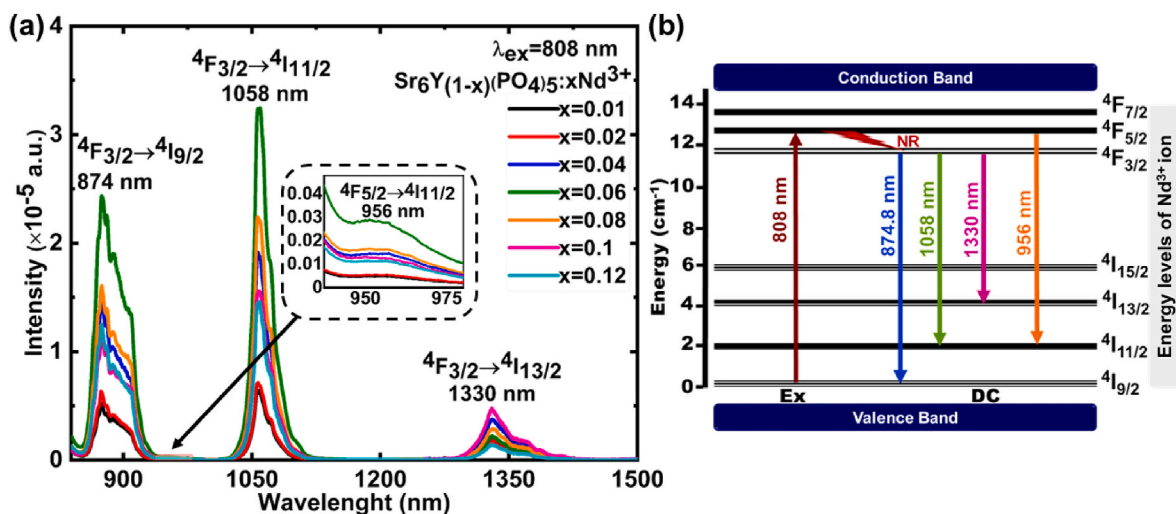 (a)
4
3
2
1
0
Intensity (×10⁻⁵ a.u.)
900
1050
1200
1350
1500
Wavelenght (nm)
⁴F₃/₂→⁴I₉/₂
874 nm
⁴F₃/₂→⁴I₁₁/₂
1058 nm
⁴F₃/₂→⁴I₁₃/₂
1330 nm
λex=808 nm
Sr₆Y₍₁₋ₓ₎(PO₄)₅:xNd³⁺
x=0.01
x=0.02
x=0.04
x=0.06
x=0.08
x=0.1
x=0.12
⁴F₅/₂→⁴I₁₁/₂
956 nm
0.04
0.03
0.02
0.01
0
950
975
(b)
Conduction Band
14
12
10
8
6
4
2
0
Energy (cm⁻¹)
⁴F₇/₂
⁴F₅/₂
⁴F₃/₂
⁴I₁₅/₂
⁴I₁₃/₂
⁴I₁₁/₂
⁴I₉/₂
NR
808 nm
874.8 nm
1058 nm
1330 nm
956 nm
Ex
DC
Valence Band
Energy levels of Nd³⁺ion